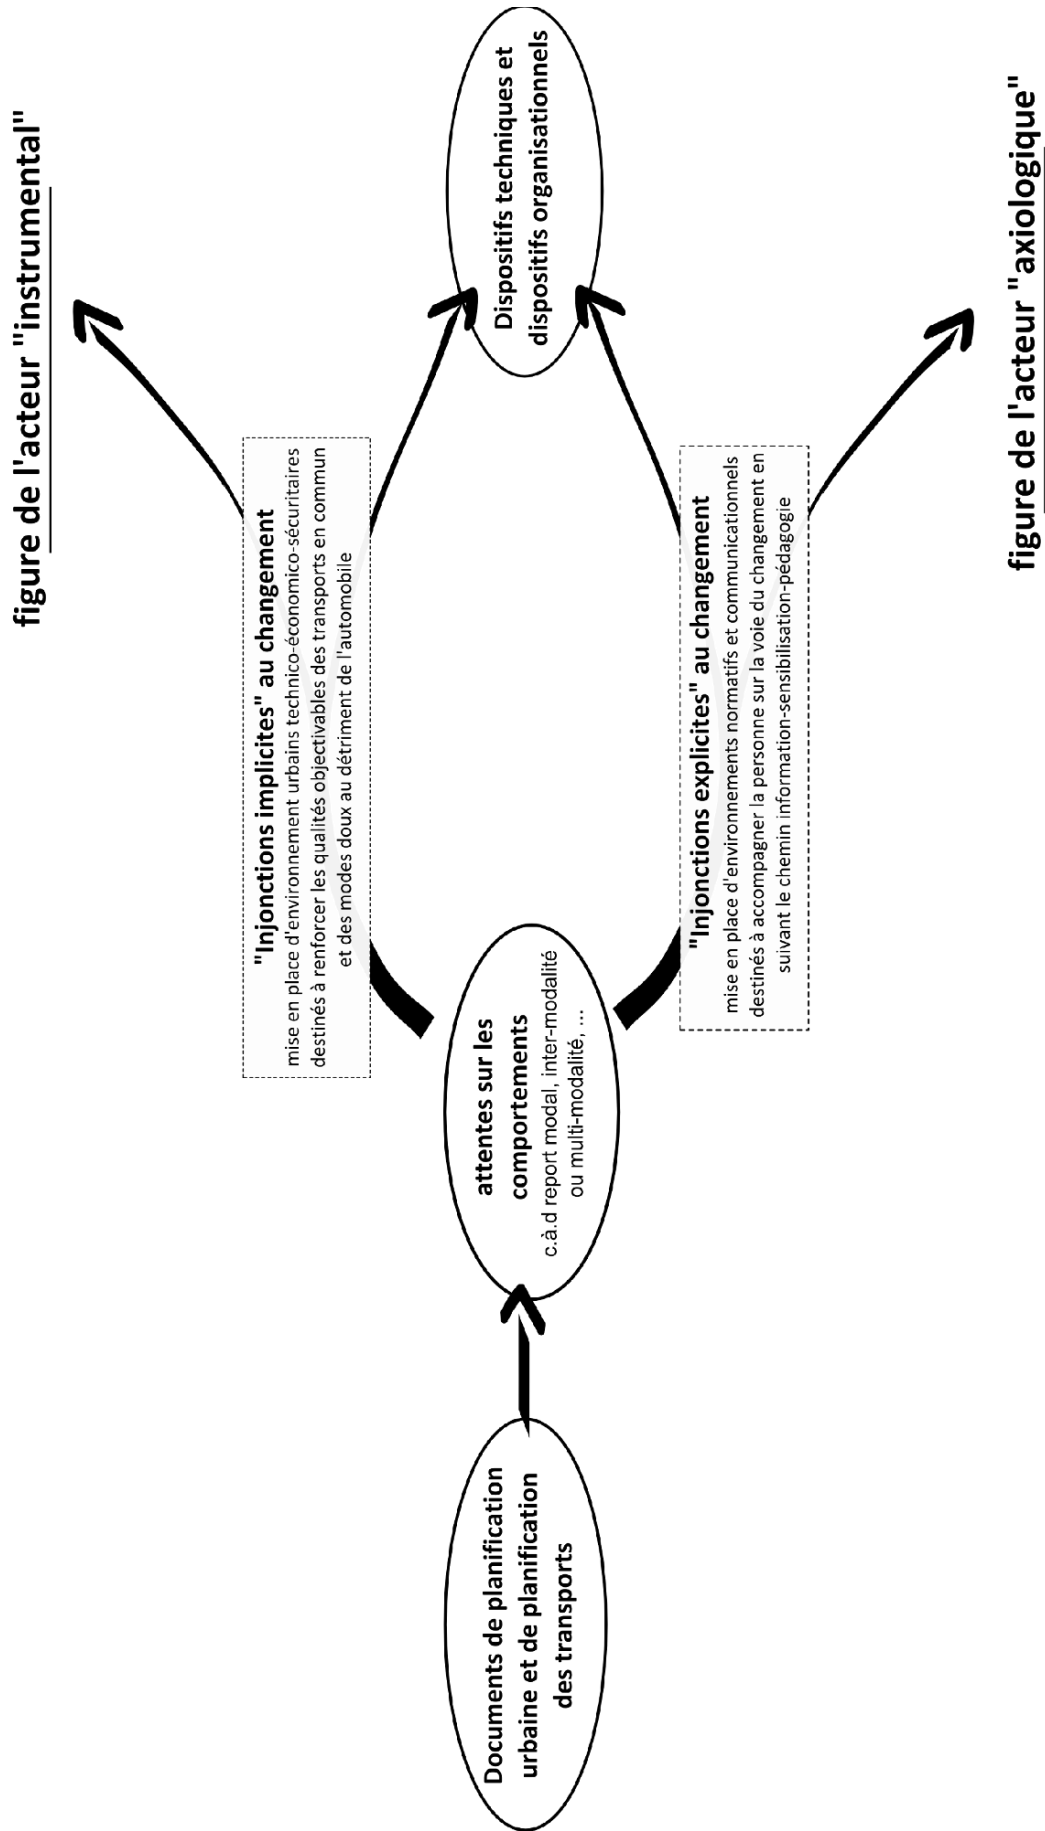 figure de l'acteur "instrumental"
"Injonctions implicites" au changement
mise en place d'environnement urbains technico-économico-sécuritaires
destinés à renforcer les qualités objectivables des transports en commun
et des modes doux au détriment de l'automobile
Documents de planification
urbaine et de planification
des transports
attentes sur les
comportements
c.à.d report modal, inter-modalité
ou multi-modalité, ...
Dispositifs techniques et
dispositifs organisationnels
"Injonctions explicites" au changement
mise en place d'environnements normatifs et communicationnels
destinés à accompagner la personne sur la voie du changement en
suivant le chemin information-sensibilisation-pédagogie
figure de l'acteur "axiologique"